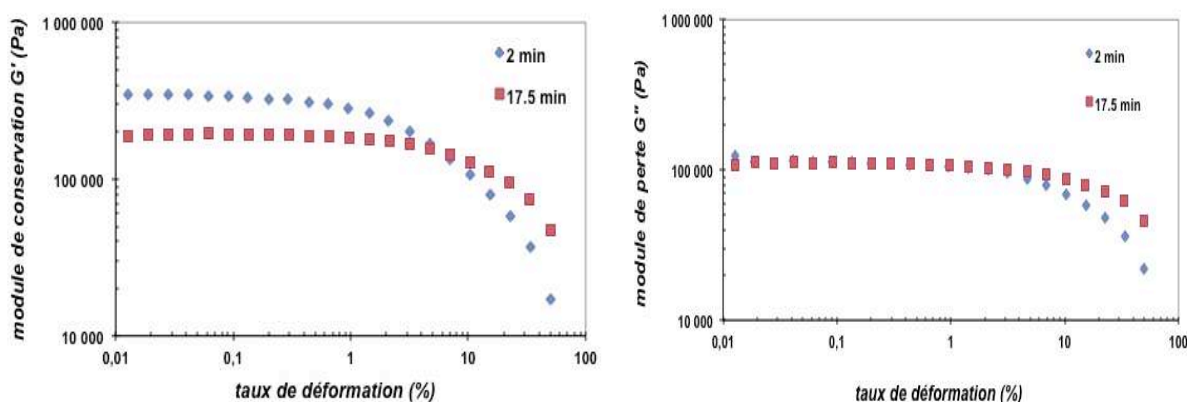 module de conservation G' (Pa)
1 000 000
100 000
10 000
0,01
0,1
1
10
100
taux de déformation (%)
2 min
17.5 min
module de perte G" (Pa)
1 000 000
100 000
10 000
0,01
0,1
1
10
100
taux de déformation (%)
2 min
17.5 min